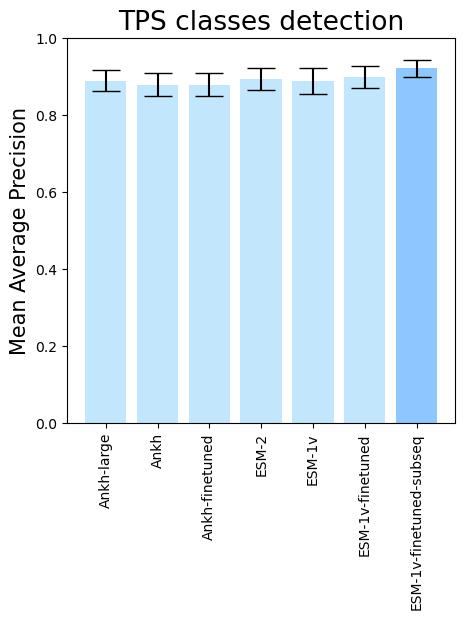 TPS classes detection
Mean Average Precision
1.0
0.8
0.6
0.4
0.2
0.0
Ankh-large
Ankh
Ankh-finetuned
ESM-2
ESM-1v
ESM-1v-finetuned
ESM-1v-finetuned-subseq